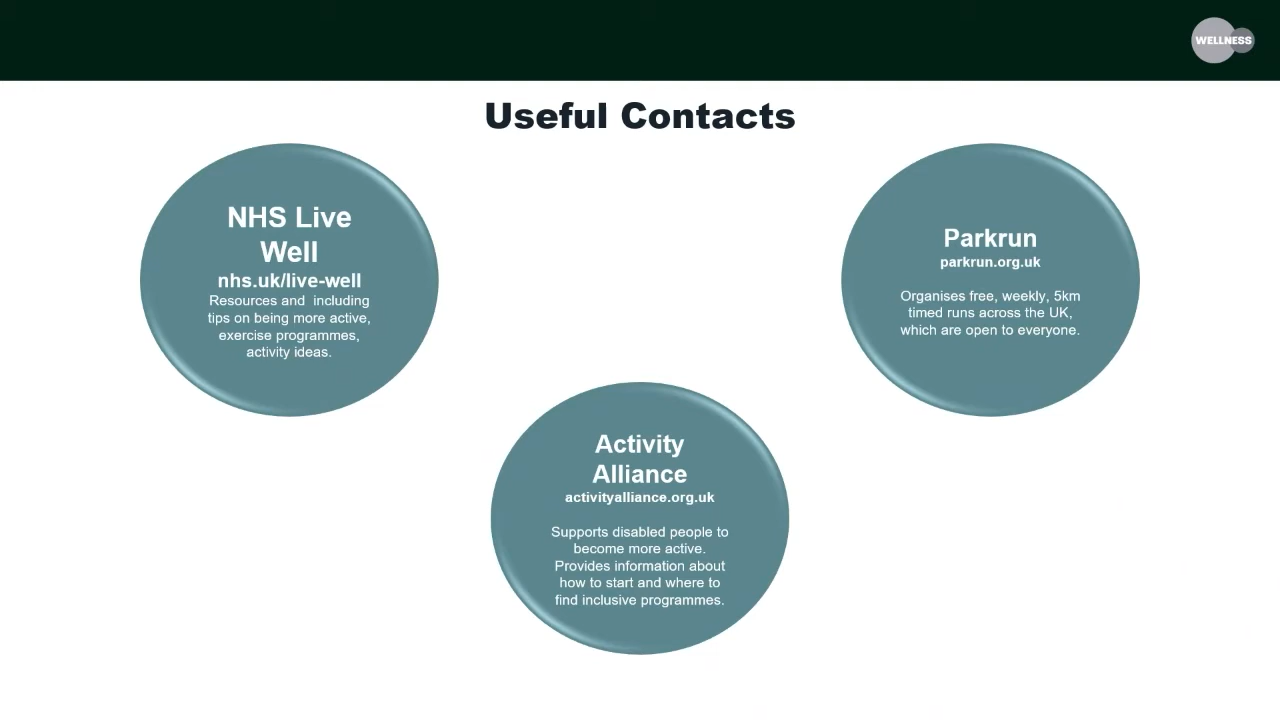 WELLNESS
Useful Contacts
NHS Live
Well
nhs.uk/live-well
Resources and  including
tips on being more active,
exercise programmes,
activity ideas.
Parkrun
parkrun.org.uk
Organises free, weekly, 5km
timed runs across the UK,
which are open to everyone.
Activity
Alliance
activityalliance.org.uk
Supports disabled people to
become more active.
Provides information about
how to start and where to
find inclusive programmes.